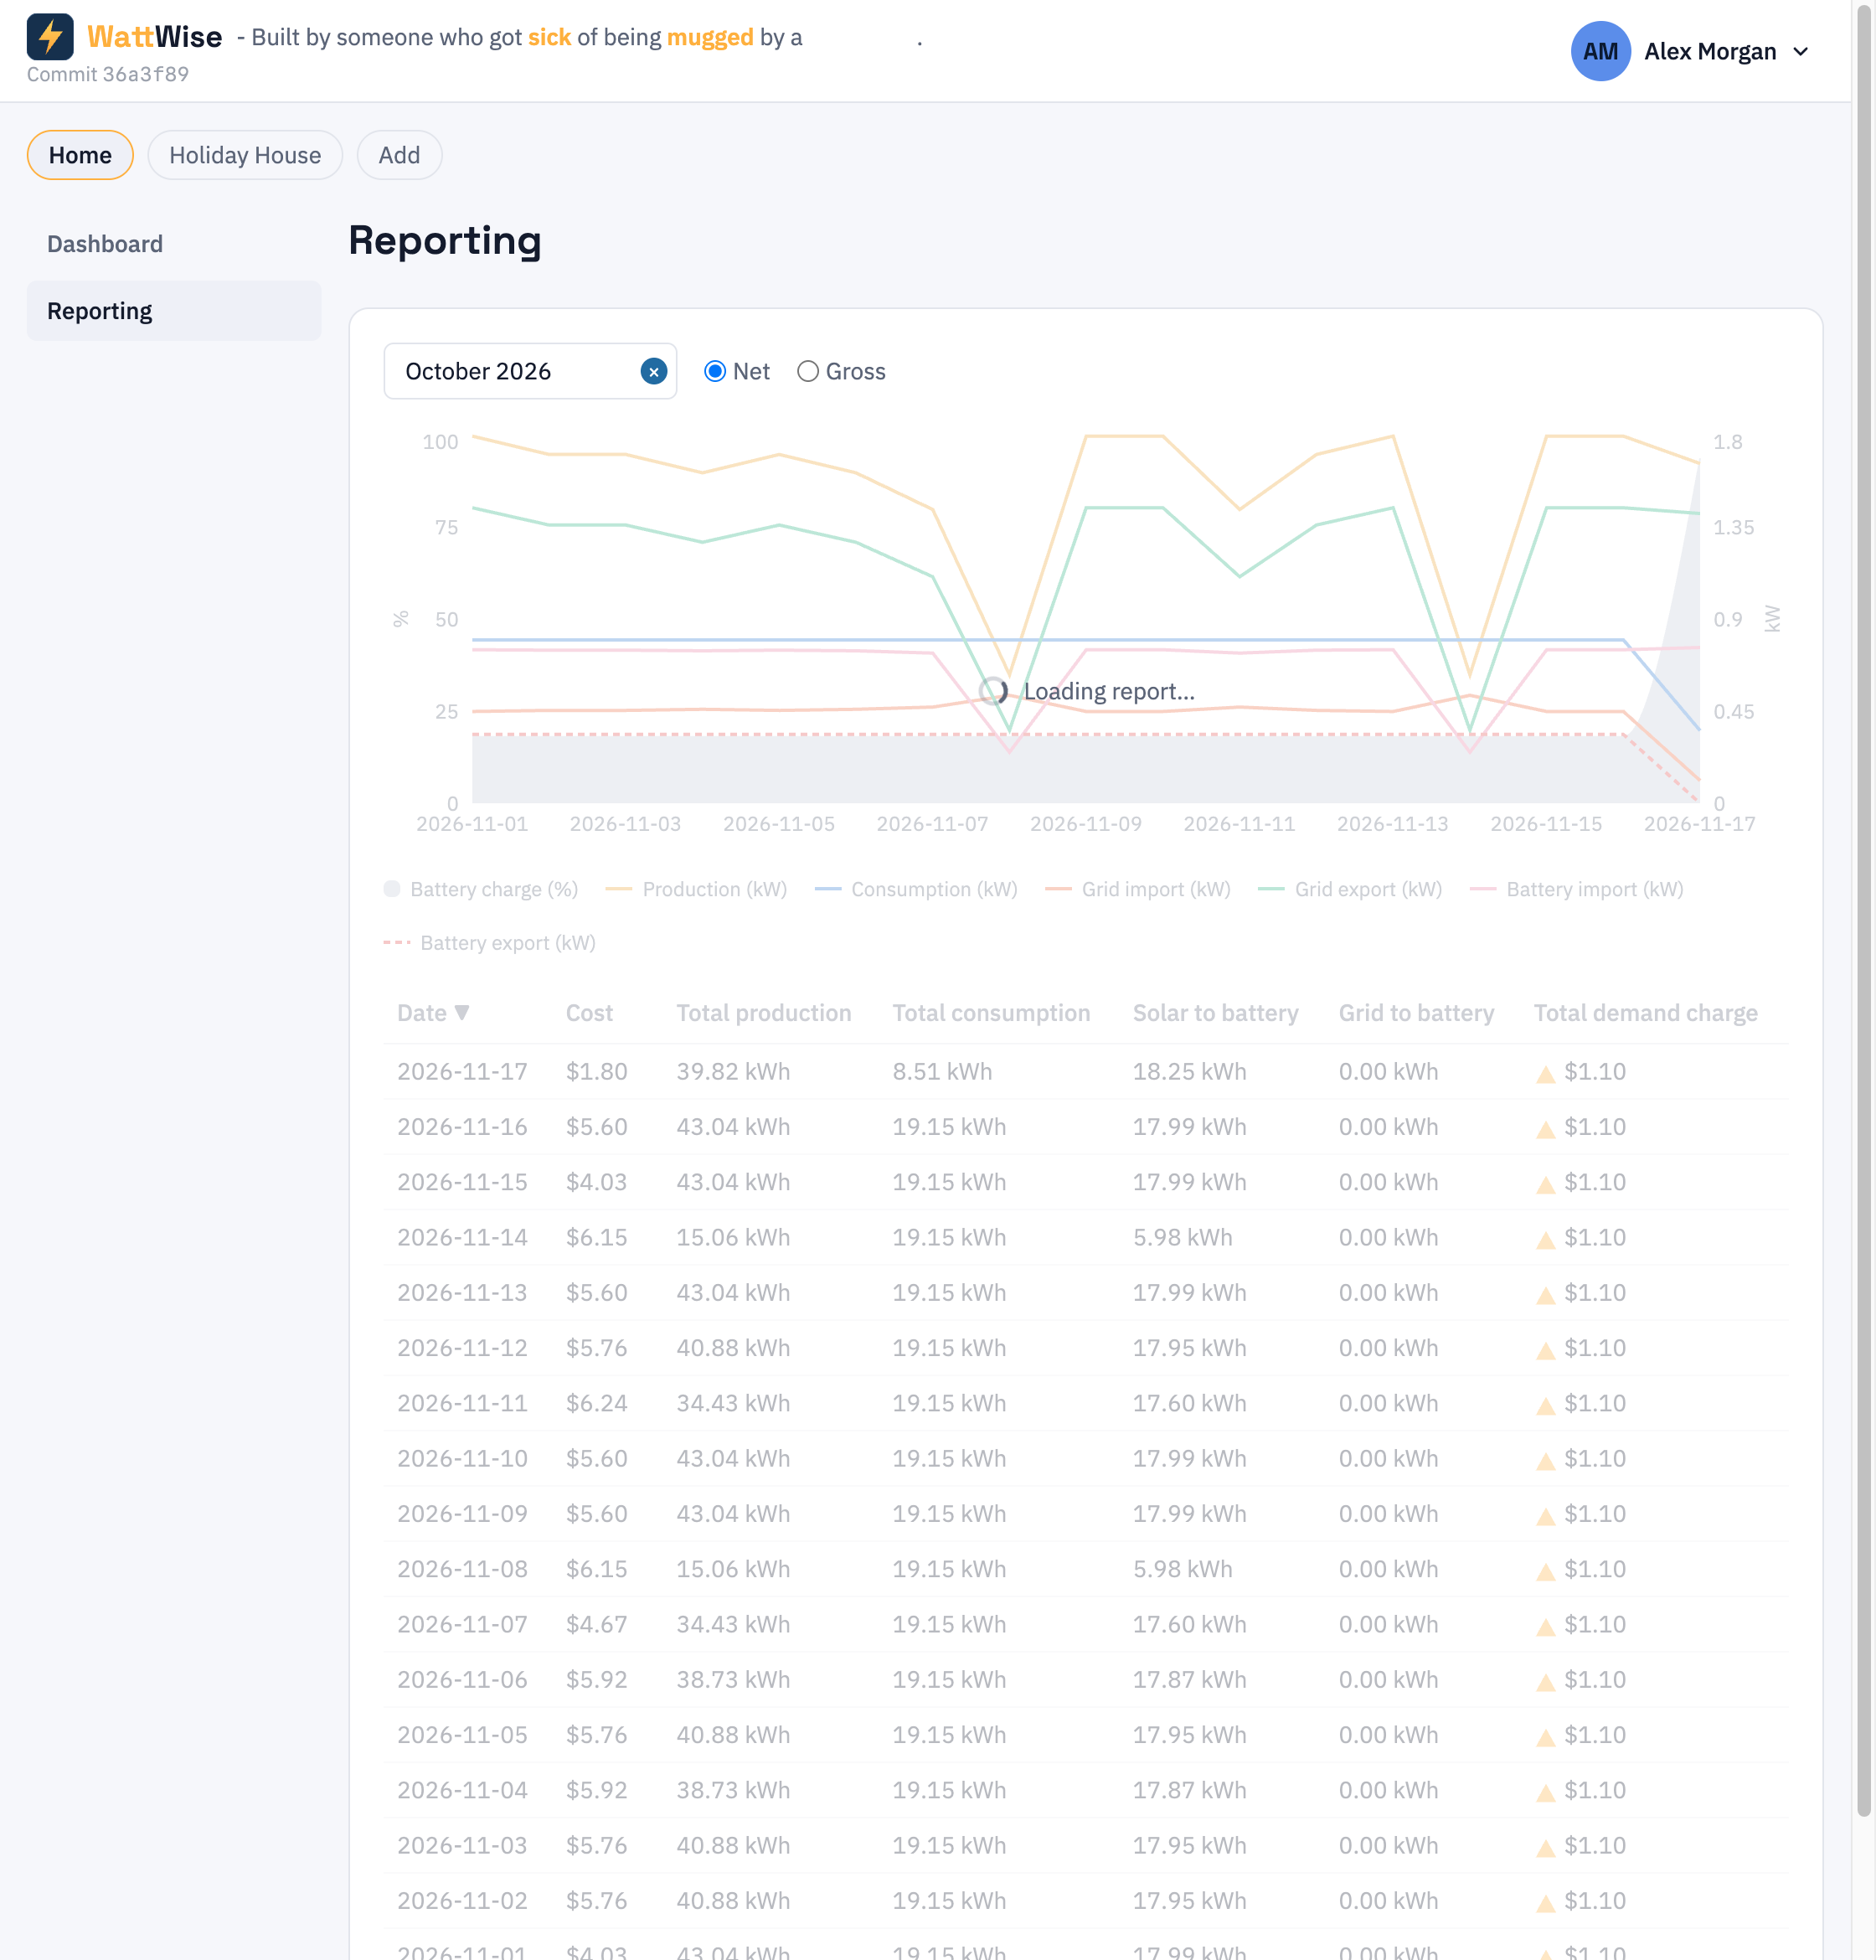 WattWise - Built by someone who got sick of being mugged by a .
Commit 36a3f89
AM Alex Morgan
Home Holiday House Add
Dashboard
Reporting
Reporting
October 2026 Net Gross
100 1.8
75 1.35
% 50 0.9 kW
Loading report...
25 0.45
0 0
2026-11-01 2026-11-03 2026-11-05 2026-11-07 2026-11-09 2026-11-11 2026-11-13 2026-11-15 2026-11-17
Battery charge (%) Production (kW) Consumption (kW) Grid import (kW) Grid export (kW) Battery import (kW)
Battery export (kW)
Date ▼ Cost Total production Total consumption Solar to battery Grid to battery Total demand charge
2026-11-17 $1.80 39.82 kWh 8.51 kWh 18.25 kWh 0.00 kWh $1.10
2026-11-16 $5.60 43.04 kWh 19.15 kWh 17.99 kWh 0.00 kWh $1.10
2026-11-15 $4.03 43.04 kWh 19.15 kWh 17.99 kWh 0.00 kWh $1.10
2026-11-14 $6.15 15.06 kWh 19.15 kWh 5.98 kWh 0.00 kWh $1.10
2026-11-13 $5.60 43.04 kWh 19.15 kWh 17.99 kWh 0.00 kWh $1.10
2026-11-12 $5.76 40.88 kWh 19.15 kWh 17.95 kWh 0.00 kWh $1.10
2026-11-11 $6.24 34.43 kWh 19.15 kWh 17.60 kWh 0.00 kWh $1.10
2026-11-10 $5.60 43.04 kWh 19.15 kWh 17.99 kWh 0.00 kWh $1.10
2026-11-09 $5.60 43.04 kWh 19.15 kWh 17.99 kWh 0.00 kWh $1.10
2026-11-08 $6.15 15.06 kWh 19.15 kWh 5.98 kWh 0.00 kWh $1.10
2026-11-07 $4.67 34.43 kWh 19.15 kWh 17.60 kWh 0.00 kWh $1.10
2026-11-06 $5.92 38.73 kWh 19.15 kWh 17.87 kWh 0.00 kWh $1.10
2026-11-05 $5.76 40.88 kWh 19.15 kWh 17.95 kWh 0.00 kWh $1.10
2026-11-04 $5.92 38.73 kWh 19.15 kWh 17.87 kWh 0.00 kWh $1.10
2026-11-03 $5.76 40.88 kWh 19.15 kWh 17.95 kWh 0.00 kWh $1.10
2026-11-02 $5.76 40.88 kWh 19.15 kWh 17.95 kWh 0.00 kWh $1.10
2026-11-01 $4.03 43.04 kWh 19.15 kWh 17.99 kWh 0.00 kWh $1.10